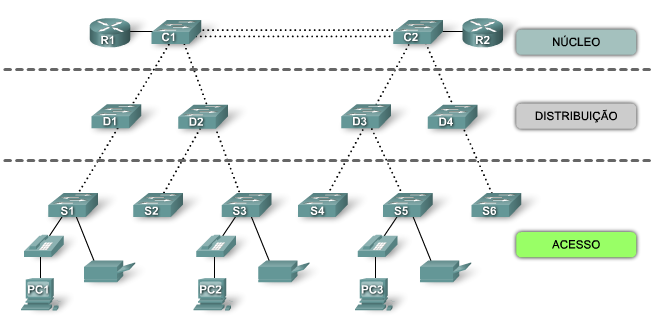 R1
C1
C2
R2
NÚCLEO
D1
D2
D3
D4
DISTRIBUIÇÃO
S1
S2
S3
S4
S5
S6
ACESSO
PC1
PC2
PC3